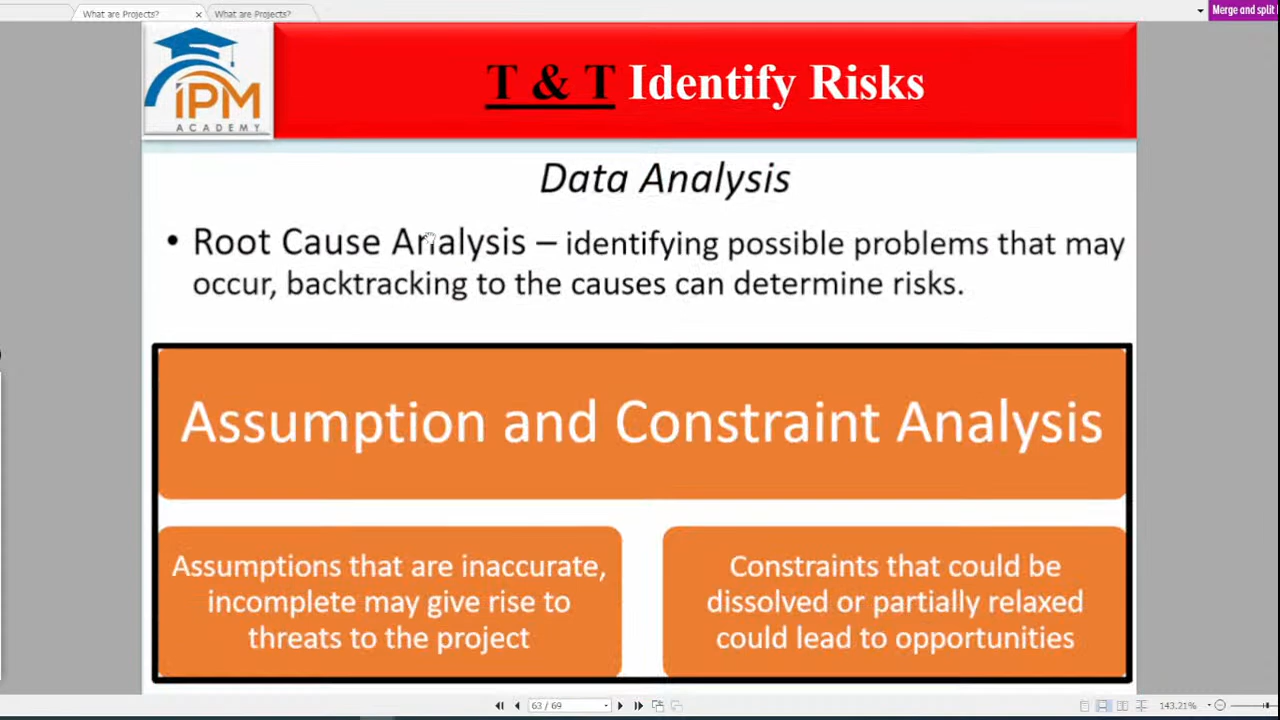 What are Projects? × What are Projects?
Merge and split
iPM
ACADEMY
T & T Identify Risks
Data Analysis
• Root Cause Analysis – identifying possible problems that may
occur, backtracking to the causes can determine risks.
Assumption and Constraint Analysis
Assumptions that are inaccurate,
incomplete may give rise to
threats to the project
Constraints that could be
dissolved or partially relaxed
could lead to opportunities
63 / 69
143.21%